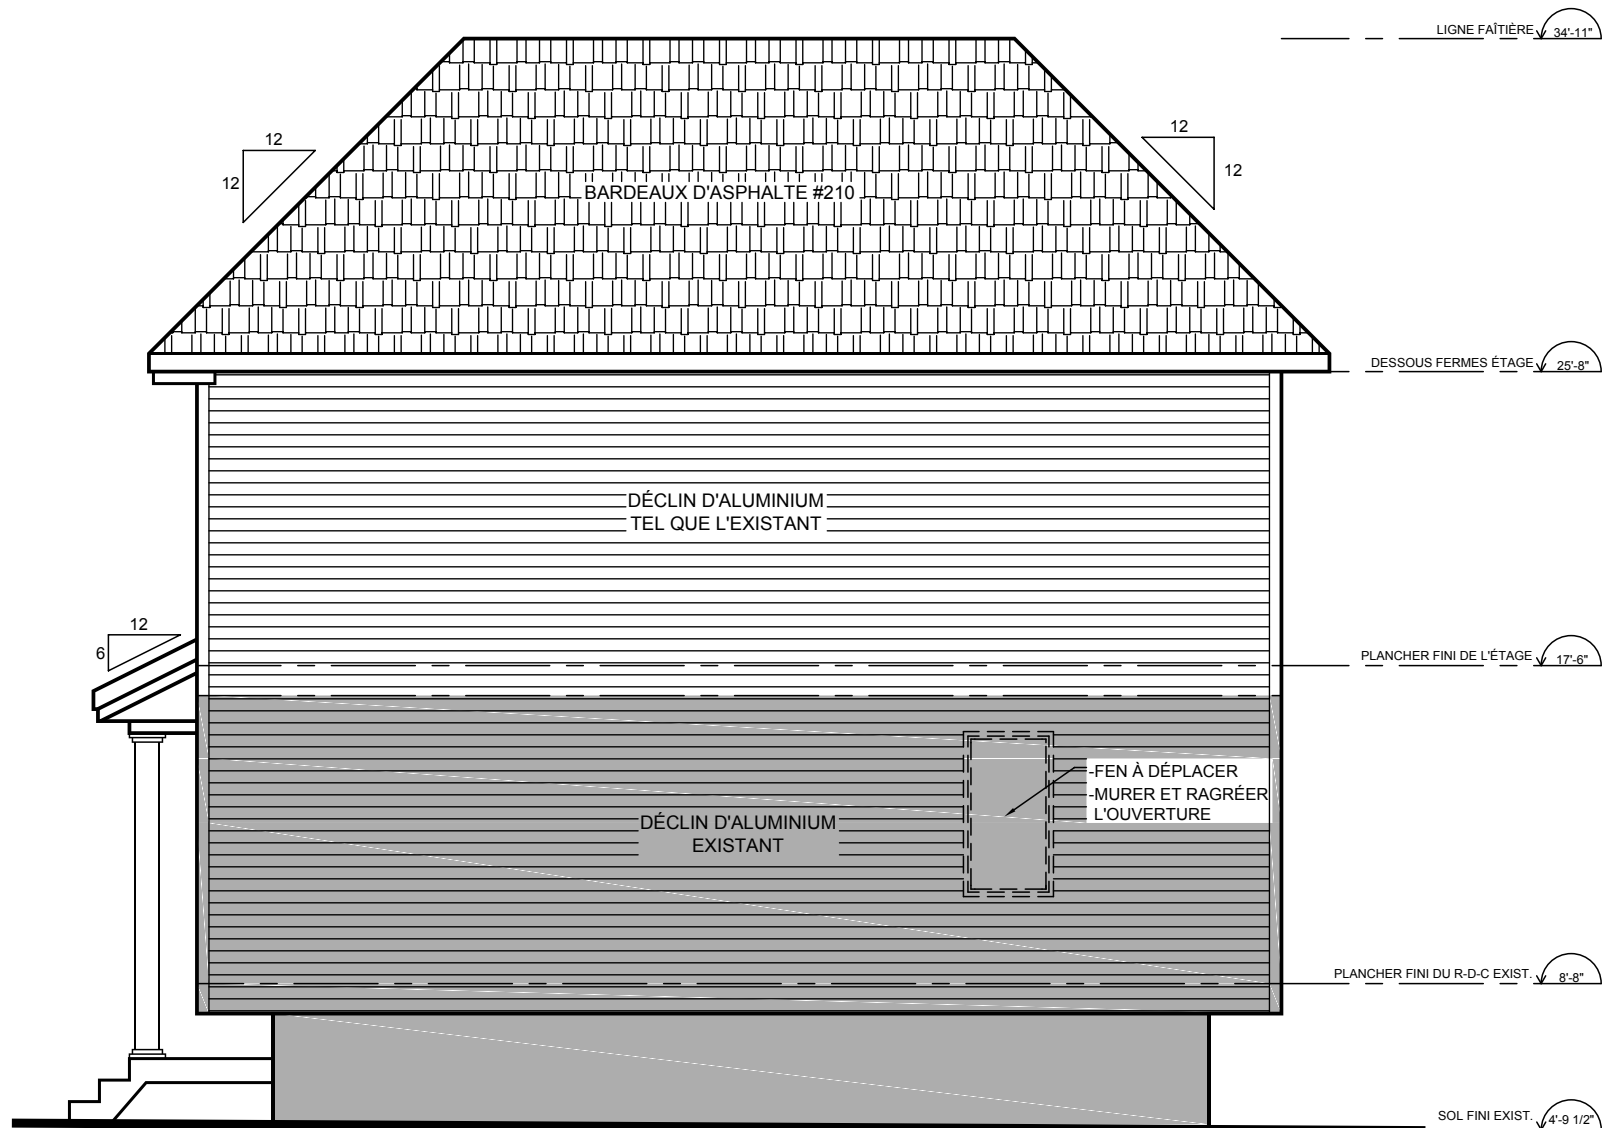 LIGNE FAÎTIÈRE 34'-11"
12
12
12
12
BARDEAUX D'ASPHALTE #210
DESSOUS FERMES ÉTAGE 25'-8"
DÉCLIN D'ALUMINIUM
TEL QUE L'EXISTANT
12
6
PLANCHER FINI DE L'ÉTAGE 17'-6"
-FEN À DÉPLACER
-MURER ET RAGRÉER
L'OUVERTURE
DÉCLIN D'ALUMINIUM
EXISTANT
PLANCHER FINI DU R-D-C EXIST. 8'-8"
SOL FINI EXIST. 4'-9 1/2"